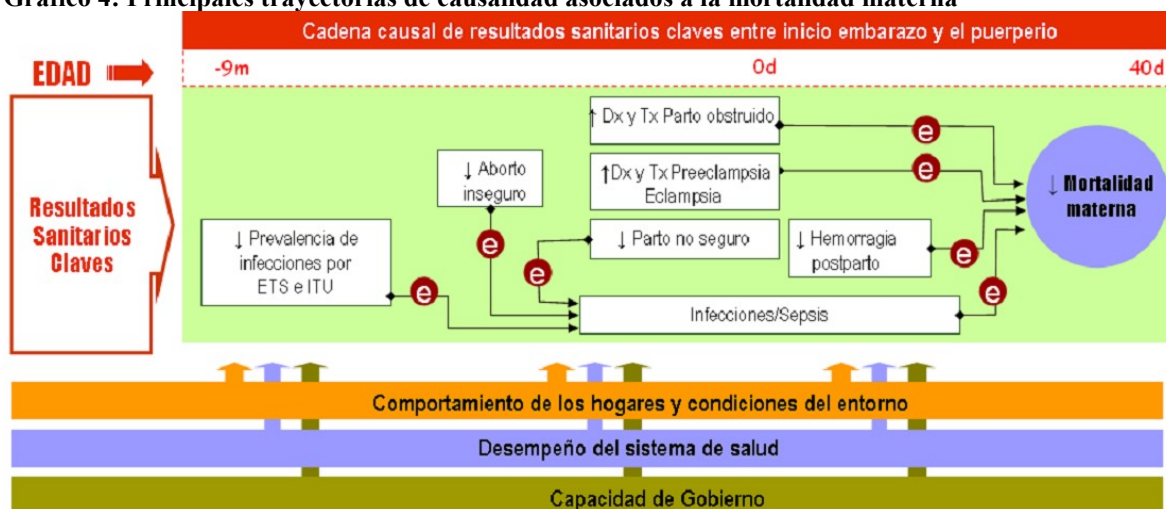 Gráfico 4: Principales trayectorias de causalidad asociados a la mortalidad materna
Cadena causal de resultados sanitarios claves entre inicio embarazo y el puerperio
EDAD
-9m
0d
40d
Resultados
Sanitarios
Claves
↓ Prevalencia de
infecciones por
ETS e ITU
↓ Aborto
inseguro
↑ Dx y Tx Parto obstruido
↑Dx y Tx Preeclampsia
Eclampsia
↓ Parto no seguro
↓ Hemorragia
postparto
Infecciones/Sepsis
e
e
e
e
e
e
e
↓ Mortalidad
materna
Comportamiento de los hogares y condiciones del entorno
Desempeño del sistema de salud
Capacidad de Gobierno